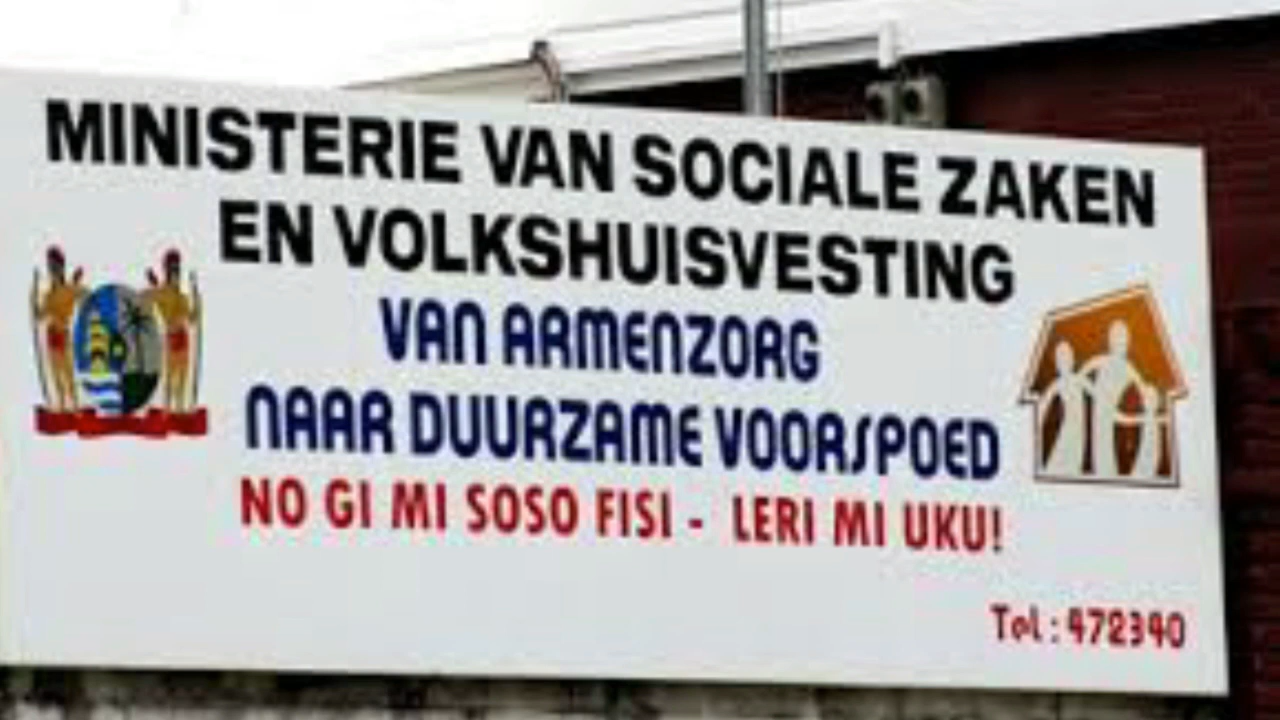 MINISTERIE VAN SOCIALE ZAKEN
EN VOLKSHUISVESTING
VAN ARMENZORG
NAAR DUURZAME VOORSPOED
NO GI MI SOSO FISI - LERI MI UKU!
Tel : 472340